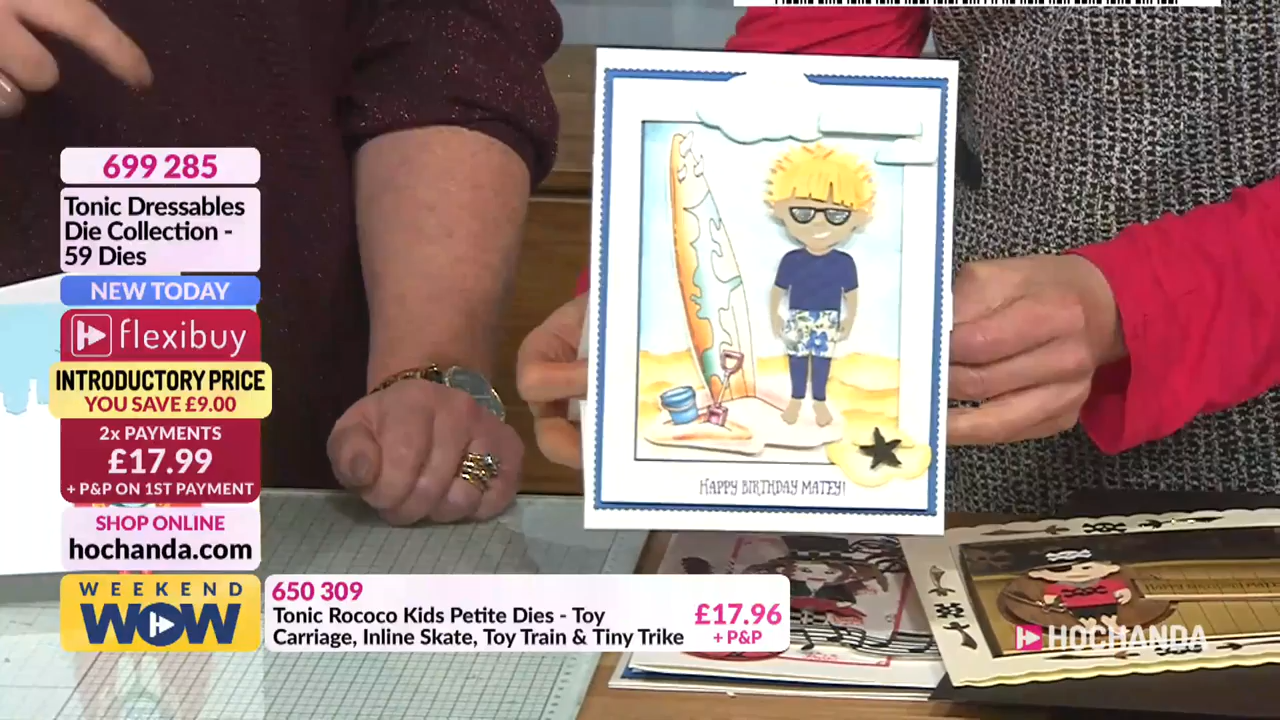 699 285
Tonic Dressables
Die Collection -
59 Dies
NEW TODAY
flexibuy
INTRODUCTORY PRICE
YOU SAVE £9.00
2x PAYMENTS
£17.99
+ P&P ON 1ST PAYMENT
SHOP ONLINE
hochanda.com
WEEKEND
WOW
650 309
Tonic Rococo Kids Petite Dies - Toy
Carriage, Inline Skate, Toy Train & Tiny Trike
£17.96
+ P&P
HAPPY BIRTHDAY MATEY!
HOCHANDA